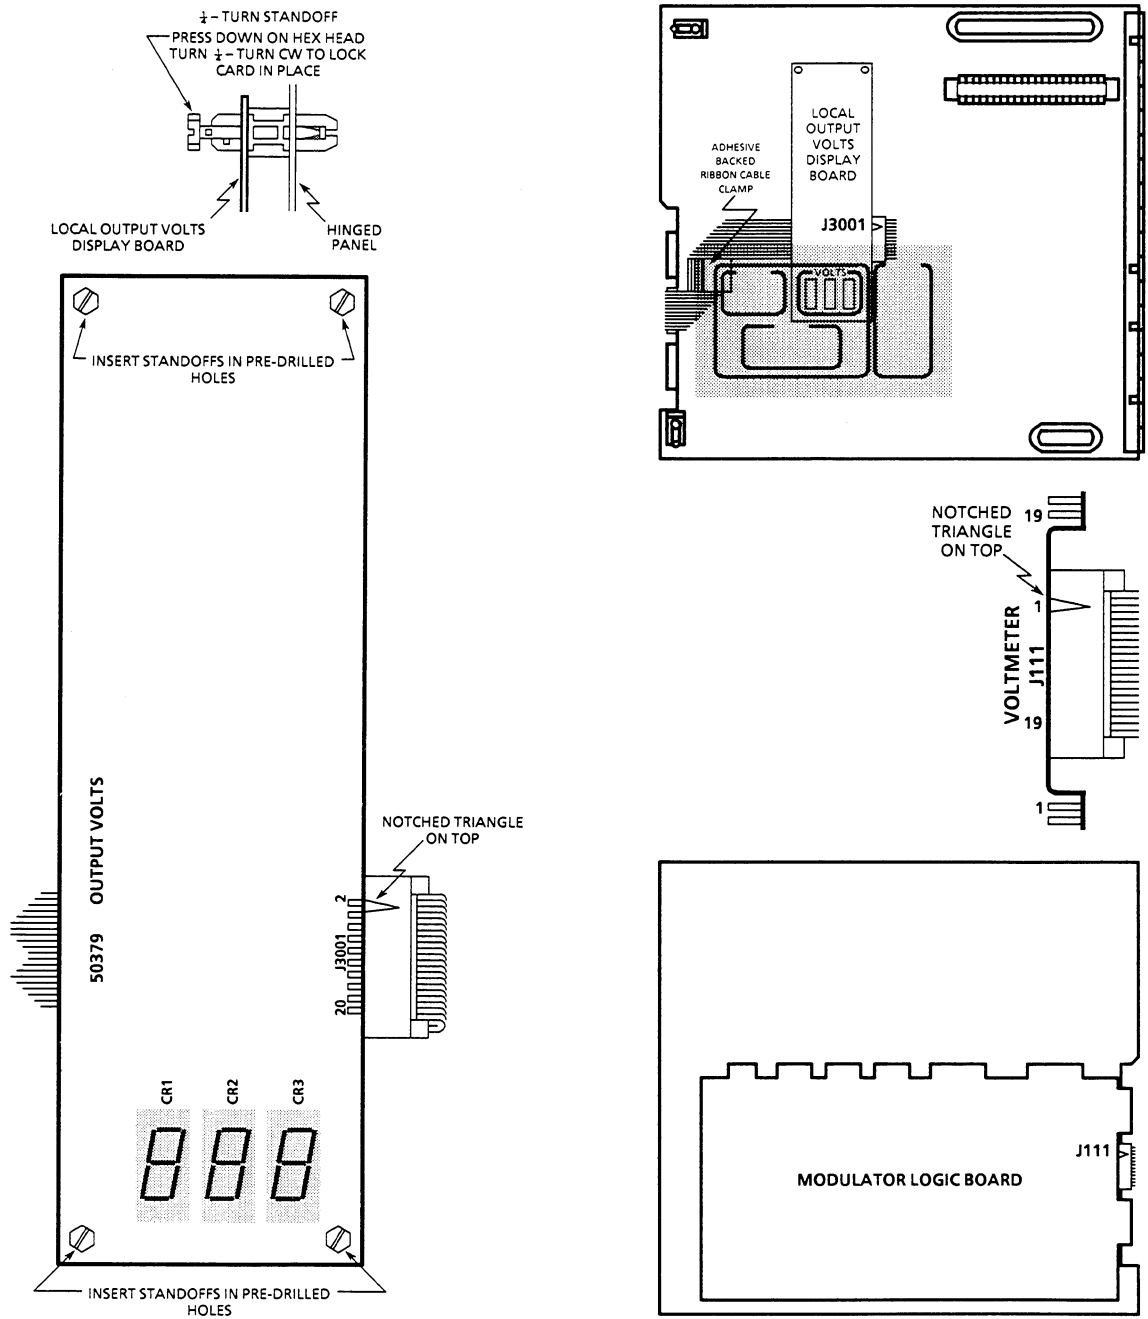 ¼– TURN STANDOFF
PRESS DOWN ON HEX HEAD
TURN ¼– TURN CW TO LOCK
CARD IN PLACE
LOCAL OUTPUT VOLTS
DISPLAY BOARD
HINGED
PANEL
INSERT STANDOFFS IN PRE-DRILLED
HOLES
50379 OUTPUT VOLTS
NOTCHED TRIANGLE
ON TOP
2
J3001
20
CR1
CR2
CR3
INSERT STANDOFFS IN PRE-DRILLED
HOLES
LOCAL
OUTPUT
VOLTS
DISPLAY
BOARD
ADHESIVE
BACKED
RIBBON CABLE
CLAMP
J3001
VOLTS
NOTCHED
TRIANGLE
ON TOP
19
1
VOLTMETER
J111
19
1
J111
MODULATOR LOGIC BOARD